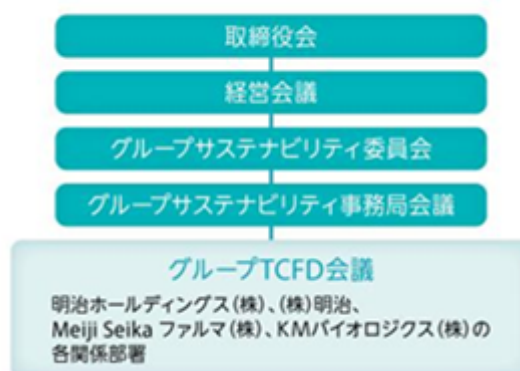 取締役会
経営会議
グループサステナビリティ委員会
グループサステナビリティ事務局会議
グループTCFD会議
明治ホールディングス(株)、(株)明治、
Meiji Seika ファルマ(株)、KMバイオロジクス(株)の
各関係部署